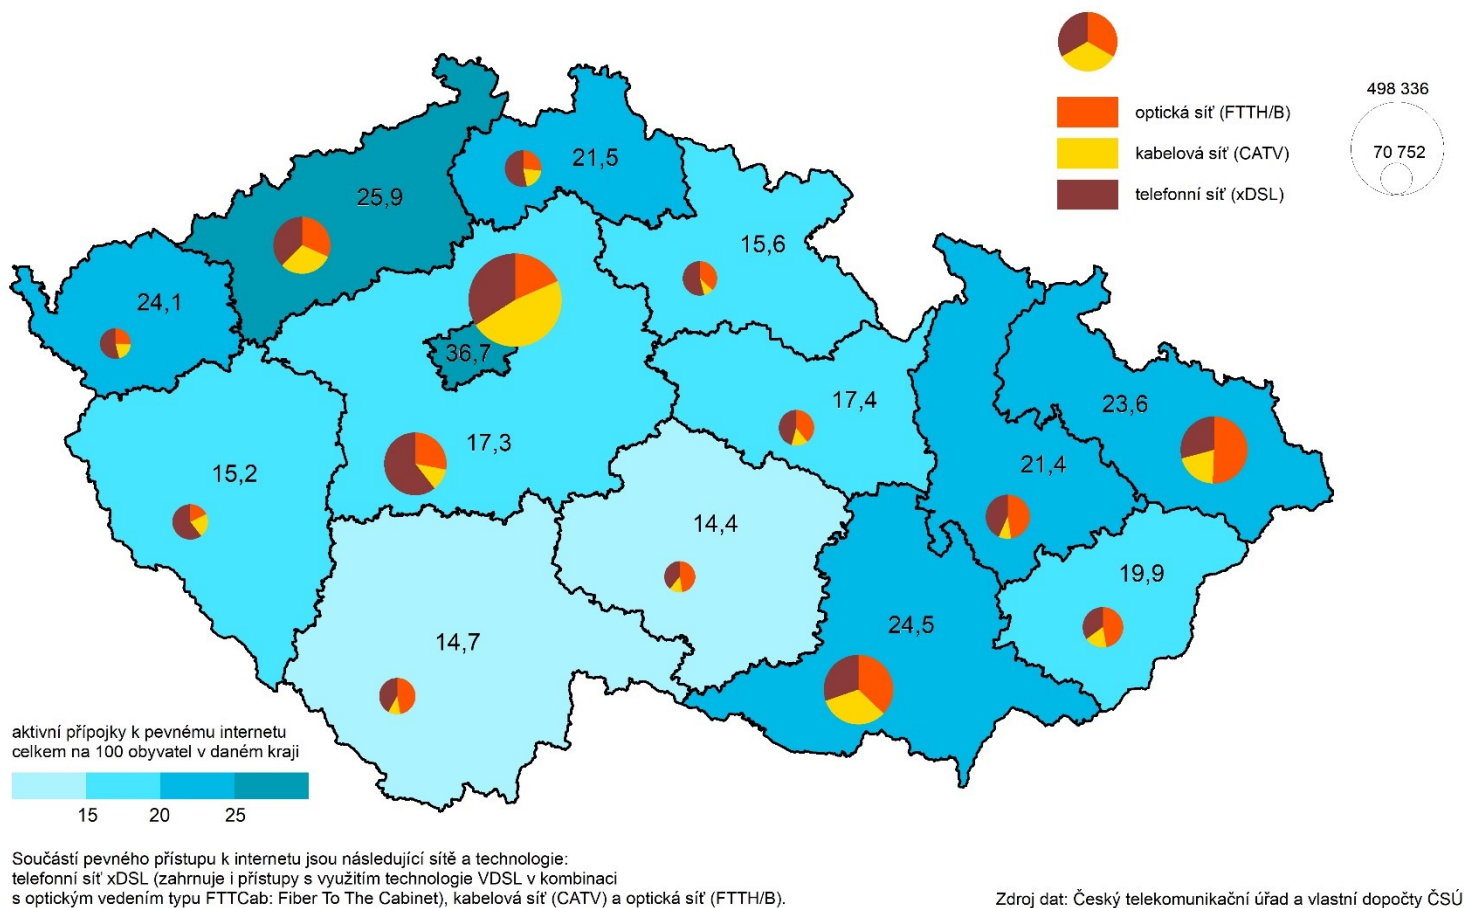 498 336
optická síť (FTTH/B)
70 752
kabelová síť (CATV)
telefonní síť (xDSL)
21,5
25,9
15,6
24,1
36,7
17,4
23,6
17,3
21,4
15,2
14,4
19,9
24,5
14,7
aktivní přípojky k pevnému internetu
celkem na 100 obyvatel v daném kraji
15 20 25
Součástí pevného přístupu k internetu jsou následující sítě a technologie:
telefonní síť xDSL (zahrnuje i přístupy s využitím technologie VDSL v kombinaci
s optickým vedením typu FTTCab: Fiber To The Cabinet), kabelová síť (CATV) a optická síť (FTTH/B).
Zdroj dat: Český telekomunikační úřad a vlastní dopočty ČSÚ